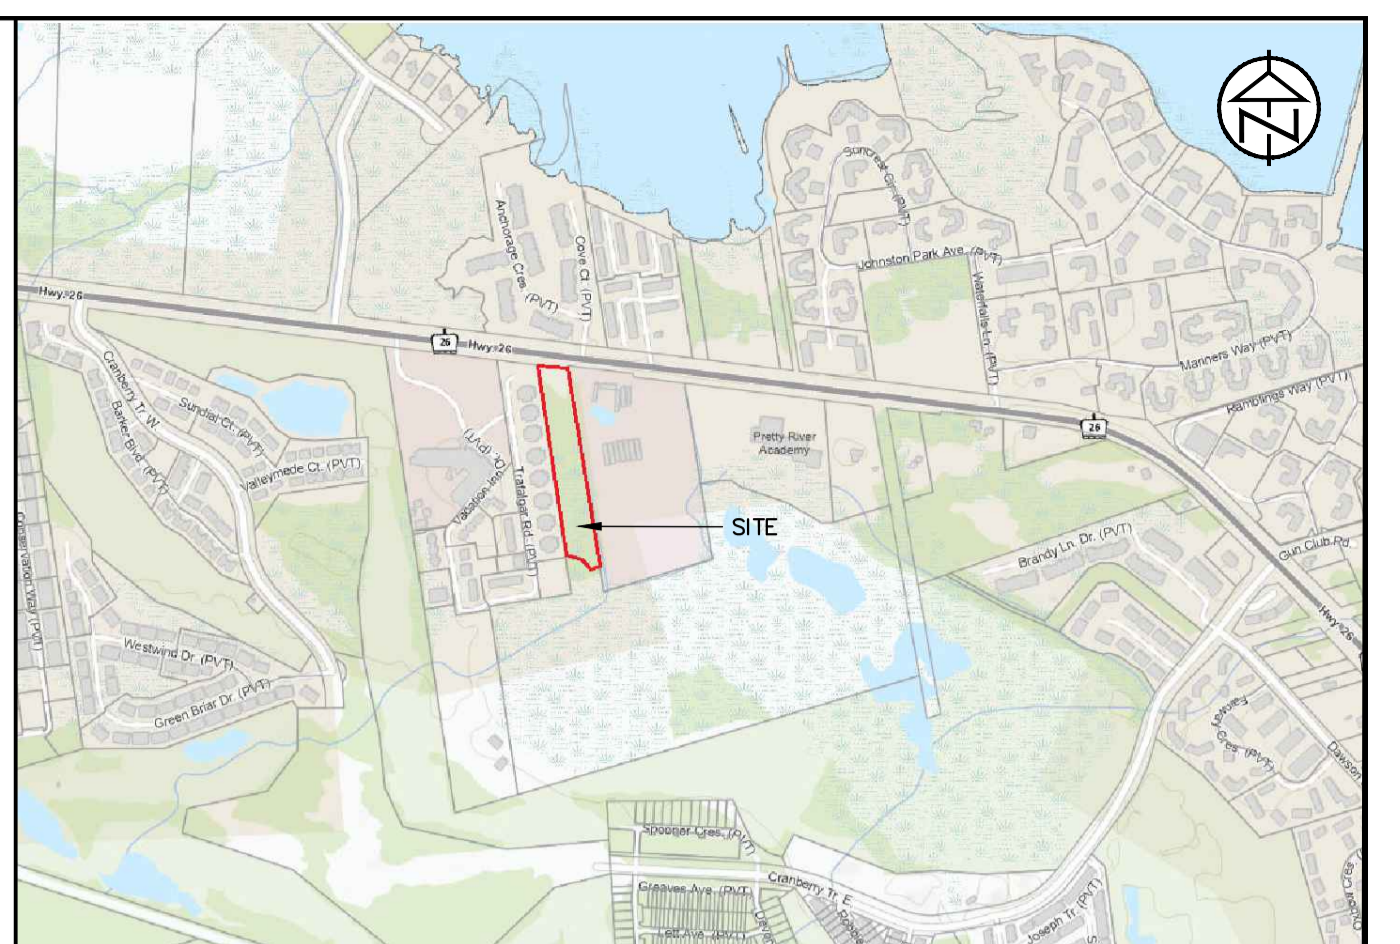 N
Suncrest Cir. (PVT)
Anchorage Cres.
(PVT)
Cove Ct. (PVT)
Johnston Park Ave. (PVT)
Waterfalls Ln. (PVT)
Hwy. 26
26
Hwy. 26
Mariners Way (PVT)
Ramblings Way (PVT)
Cranberry Tr. W.
Sundial Ct. (PVT)
Barker Blvd. (PVT)
Valleymede Ct. (PVT)
Vacation Inn
Dr. (PVT)
Trafalgar Rd. (PVT)
Pretty River
Academy
26
SITE
Brandy Ln. Dr. (PVT)
Gun Club Rd.
Hwy. 26
Conservation Way (PVT)
Westwind Dr. (PVT)
Green Briar Dr. (PVT)
Fairway
Cres. (PVT)
Dawson
Spooner Cres. (PVT)
Greaves Ave. (PVT)
Cranberry Tr. E.
Lett Ave. (PVT)
Joseph Tr. (PVT)